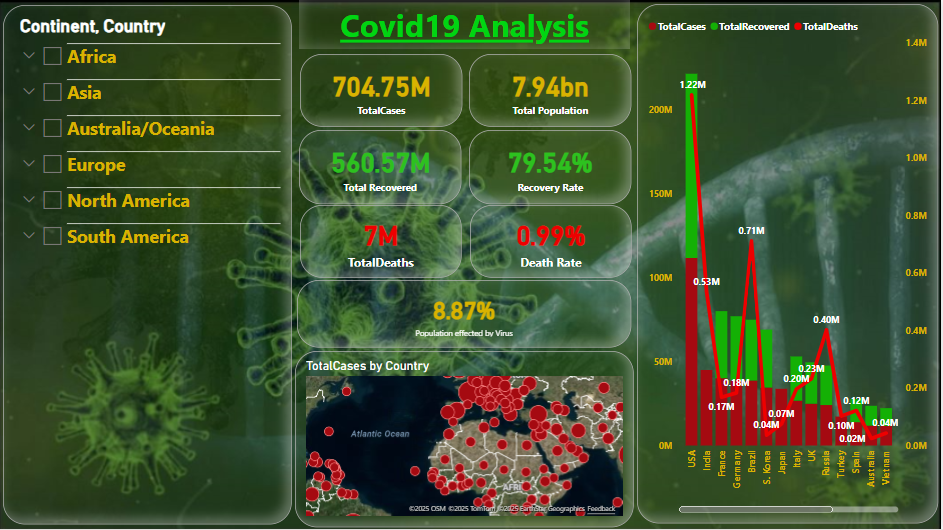 Continent, Country
Africa
Asia
Australia/Oceania
Europe
North America
South America
Covid19 Analysis
704.75M
TotalCases
7.94bn
Total Population
560.57M
Total Recovered
79.54%
Recovery Rate
7M
TotalDeaths
0.99%
Death Rate
8.87%
Population effected by Virus
TotalCases by Country
Atlantic Ocean
©2025 OSM ©2025 TomTom ©2025 EarthStar Geographics Feedback
TotalCases TotalRecovered TotalDeaths
1.4M
1.2M
1.0M
0.8M
0.6M
0.4M
0.2M
0.0M
200M
150M
100M
50M
0M
1.22M
0.53M
0.17M
0.18M
0.71M
0.04M
0.07M
0.20M
0.23M
0.40M
0.10M
0.12M
0.02M
0.04M
USA
India
France
Germany
Brazil
S. Korea
Japan
Italy
UK
Russia
Turkey
Spain
Australia
Vietnam